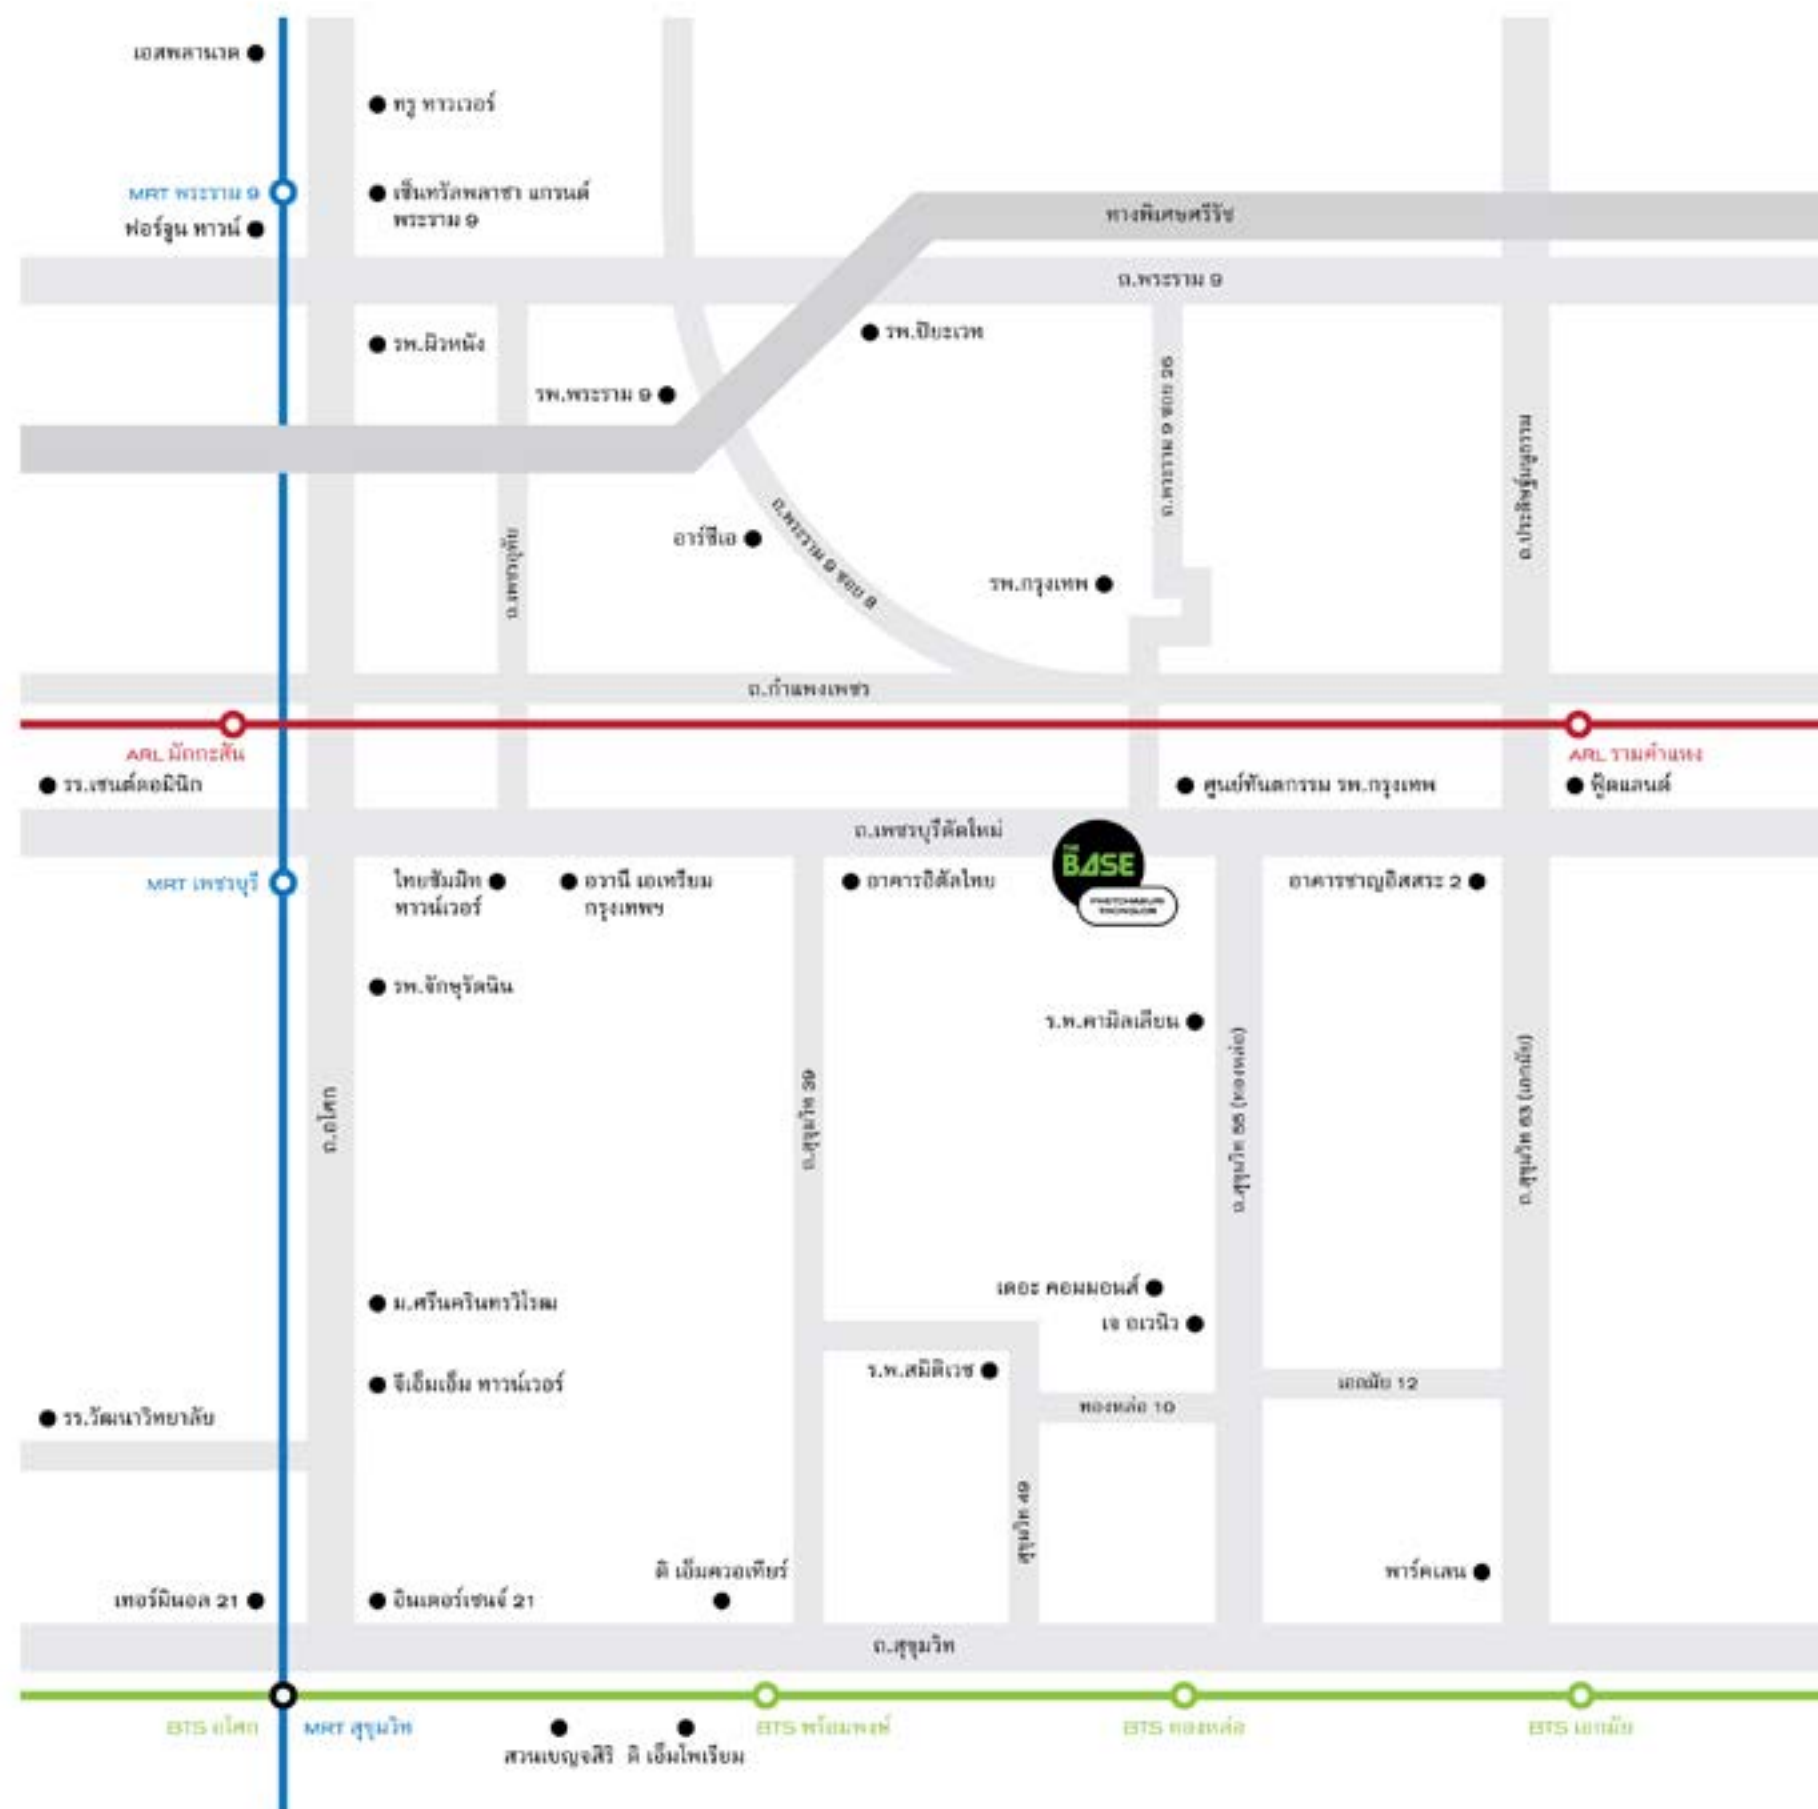 เอสพลานาด
ทรู ทาวเวอร์
MRT พระราม 9
เซ็นทรัลพลาซา แกรนด์
พระราม 9
ฟอร์จูน ทาวน์
ทางพิเศษศรีรัช
ถ.พระราม 9
รพ.ผิวหนัง
รพ.ปิยะเวท
รพ.พระราม 9
ถ.พระราม 9 ซอย 26
ถ.ประดิษฐ์มนูธรรม
ถ.เพชรอุทัย
อาร์ซีเอ
ถ.พระราม 9 ซอย 8
รพ.กรุงเทพ
ถ.กำแพงเพชร
ARL มักกะสัน
ARL รามคำแหง
รร.เซนต์ดอมินิก
ศูนย์ทันตกรรม รพ.กรุงเทพ
ฟู้ดแลนด์
ถ.เพชรบุรีตัดใหม่
THE
BASE
PHETCHABURI
THONGLOR
MRT เพชรบุรี
ไทยซัมมิท
ทาวน์เวอร์
อวานี เอเทรียม
กรุงเทพฯ
อาคารอิตัลไทย
อาคารชาญอิสสระ 2
รพ.จักษุรัตนิน
ร.พ.คามิลเลียน
ถ.อโศก
ถ.สุขุมวิท 39
ถ.สุขุมวิท 55 (ทองหล่อ)
ถ.สุขุมวิท 63 (เอกมัย)
เดอะ คอมมอนส์
ม.ศรีนครินทรวิโรฒ
เจ อเวนิว
ร.พ.สมิติเวช
จีเอ็มเอ็ม ทาวน์เวอร์
เอกมัย 12
ทองหล่อ 10
รร.วัฒนาวิทยาลัย
สุขุมวิท 49
ดิ เอ็มควอเทียร์
พาร์คเลน
เทอร์มินอล 21
อินเตอร์เชนจ์ 21
ถ.สุขุมวิท
BTS อโศก
MRT สุขุมวิท
BTS พร้อมพงษ์
BTS ทองหล่อ
BTS เอกมัย
สวนเบญจสิริ
ดิ เอ็มโพเรียม